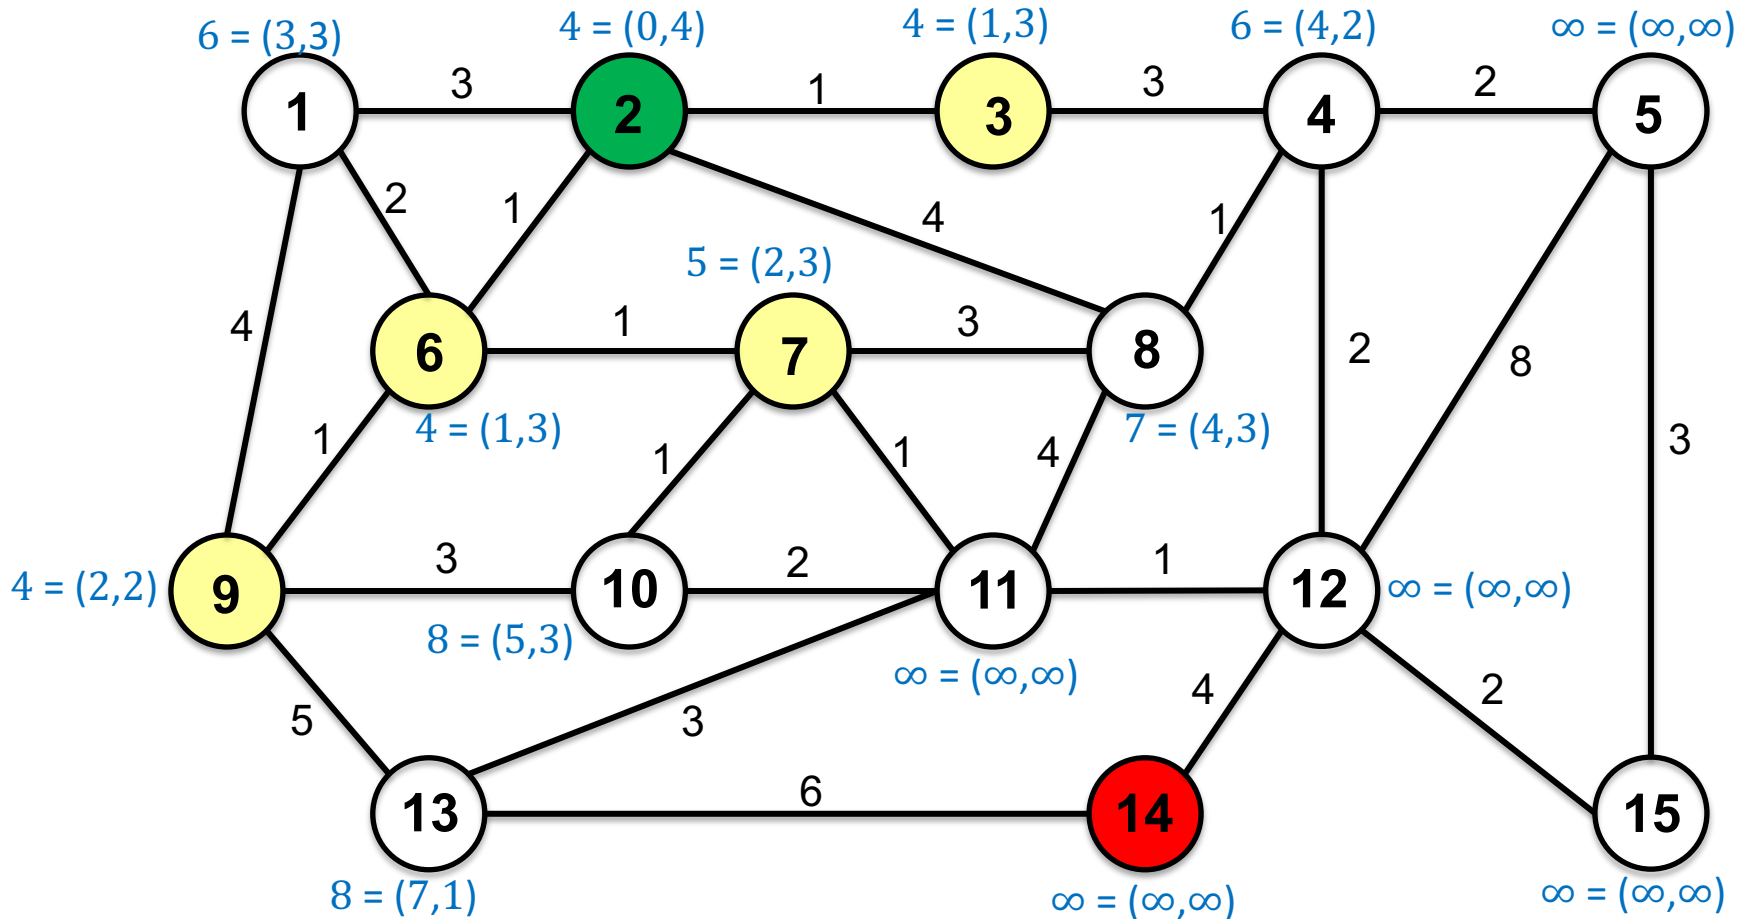 6 = (3,3)
4 = (0,4)
4 = (1,3)
6 = (4,2)
∞ = (∞,∞)
1
3
2
1
3
3
4
2
5
2
1
4
1
5 = (2,3)
4
6
1
7
3
8
2
8
3
4 = (1,3)
7 = (4,3)
1
1
1
4
4 = (2,2)
9
3
10
2
11
1
12
∞ = (∞,∞)
8 = (5,3)
∞ = (∞,∞)
5
3
4
2
13
6
14
15
8 = (7,1)
∞ = (∞,∞)
∞ = (∞,∞)